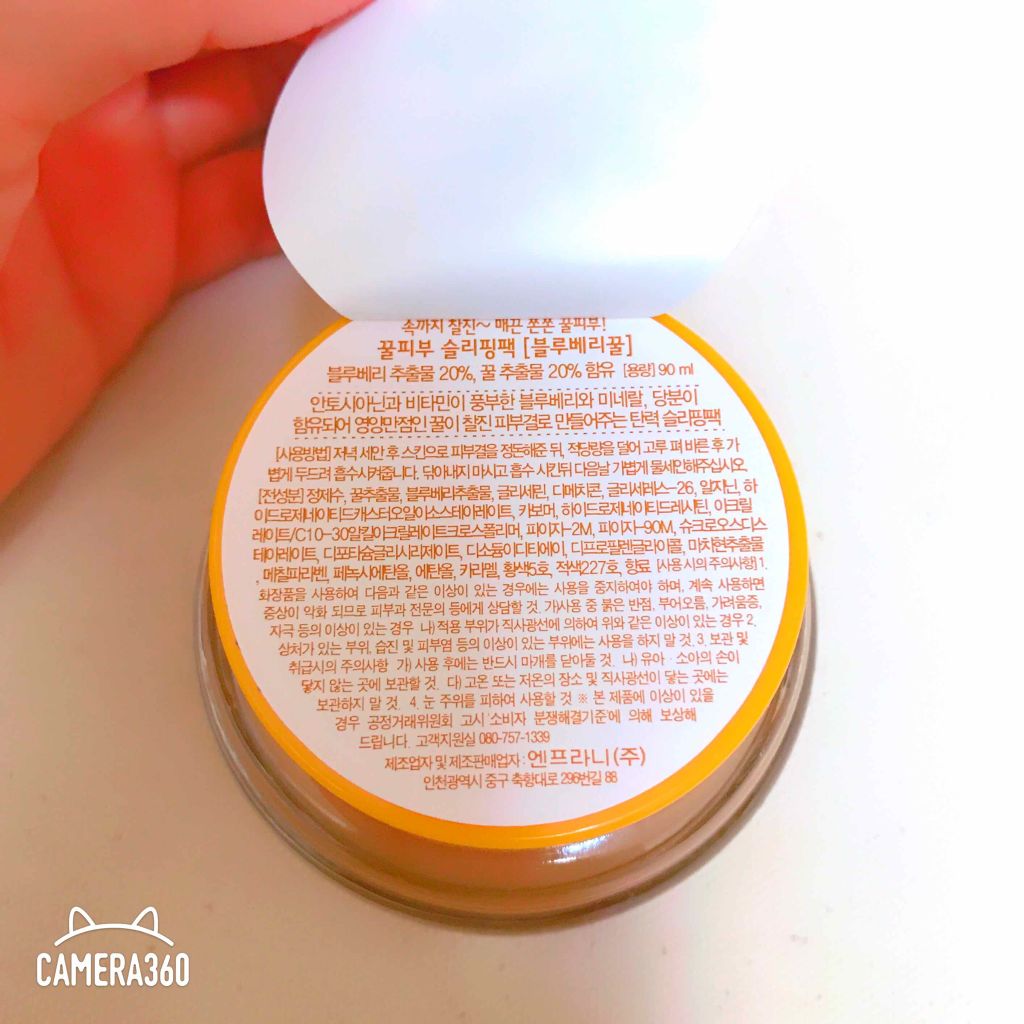 속까지 찰진~ 매끈 쫀쫀 꿀피부!
꿀피부 슬리핑팩 [블루베리꿀]
블루베리 추출물 20%, 꿀 추출물 20% 함유 [용량] 90 ml
안토시아닌과 비타민이 풍부한 블루베리와 미네랄, 당분이
함유되어 영양만점인 꿀이 찰진 피부결로 만들어주는 탄력 슬리핑팩
[사용방법] 저녁 세안 후 스킨으로 피부결을 정돈해준 뒤, 적당량을 덜어 고루 펴 바른 후 가
볍게 두드려 흡수시켜줍니다. 닦아내지 마시고 흡수 시킨뒤 다음날 가볍게 물세안해주십시오.
[전성분] 정제수, 꿀추출물, 블루베리추출물, 글리세린, 디메치콘, 글리세레스-26, 알지닌, 하
이드로제네이티드캐스터오일이소스테아레이트, 카보머, 하이드로제네이티드레시틴, 아크릴
레이트/C10-30알킬아크릴레이트크로스폴리머, 피이지-2M, 피이지-90M, 슈크로오스디스
테아레이트, 디포타슘글리시리제이트, 디소듐이디티에이, 디프로필렌글라이콜, 마치현추출물
, 메칠파라벤, 페녹시에탄올, 에탄올, 카라멜, 황색5호, 적색227호, 향료 [사용 시의 주의사항] 1.
화장품을 사용하여 다음과 같은 이상이 있는 경우에는 사용을 중지하여야 하며, 계속 사용하면
증상이 악화 되므로 피부과 전문의 등에게 상담할 것. 가)사용 중 붉은 반점, 부어오름, 가려움증,
자극 등의 이상이 있는 경우 나) 적용 부위가 직사광선에 의하여 위와 같은 이상이 있는 경우 2.
상처가 있는 부위, 습진 및 피부염 등의 이상이 있는 부위에는 사용을 하지 말 것. 3. 보관 및
취급시의 주의사항 가) 사용 후에는 반드시 마개를 닫아둘 것. 나) 유아·소아의 손이
닿지 않는 곳에 보관할 것. 다) 고온 또는 저온의 장소 및 직사광선이 닿는 곳에는
보관하지 말 것. 4. 눈 주위를 피하여 사용할 것 ※ 본 제품에 이상이 있을
경우 공정거래위원회 고시 '소비자 분쟁해결기준'에 의해 보상해
드립니다. 고객지원실 080-757-1339
제조업자 및 제조판매업자 : 엔프라니(주)
인천광역시 중구 축항대로 296번길 88
CAMERA360